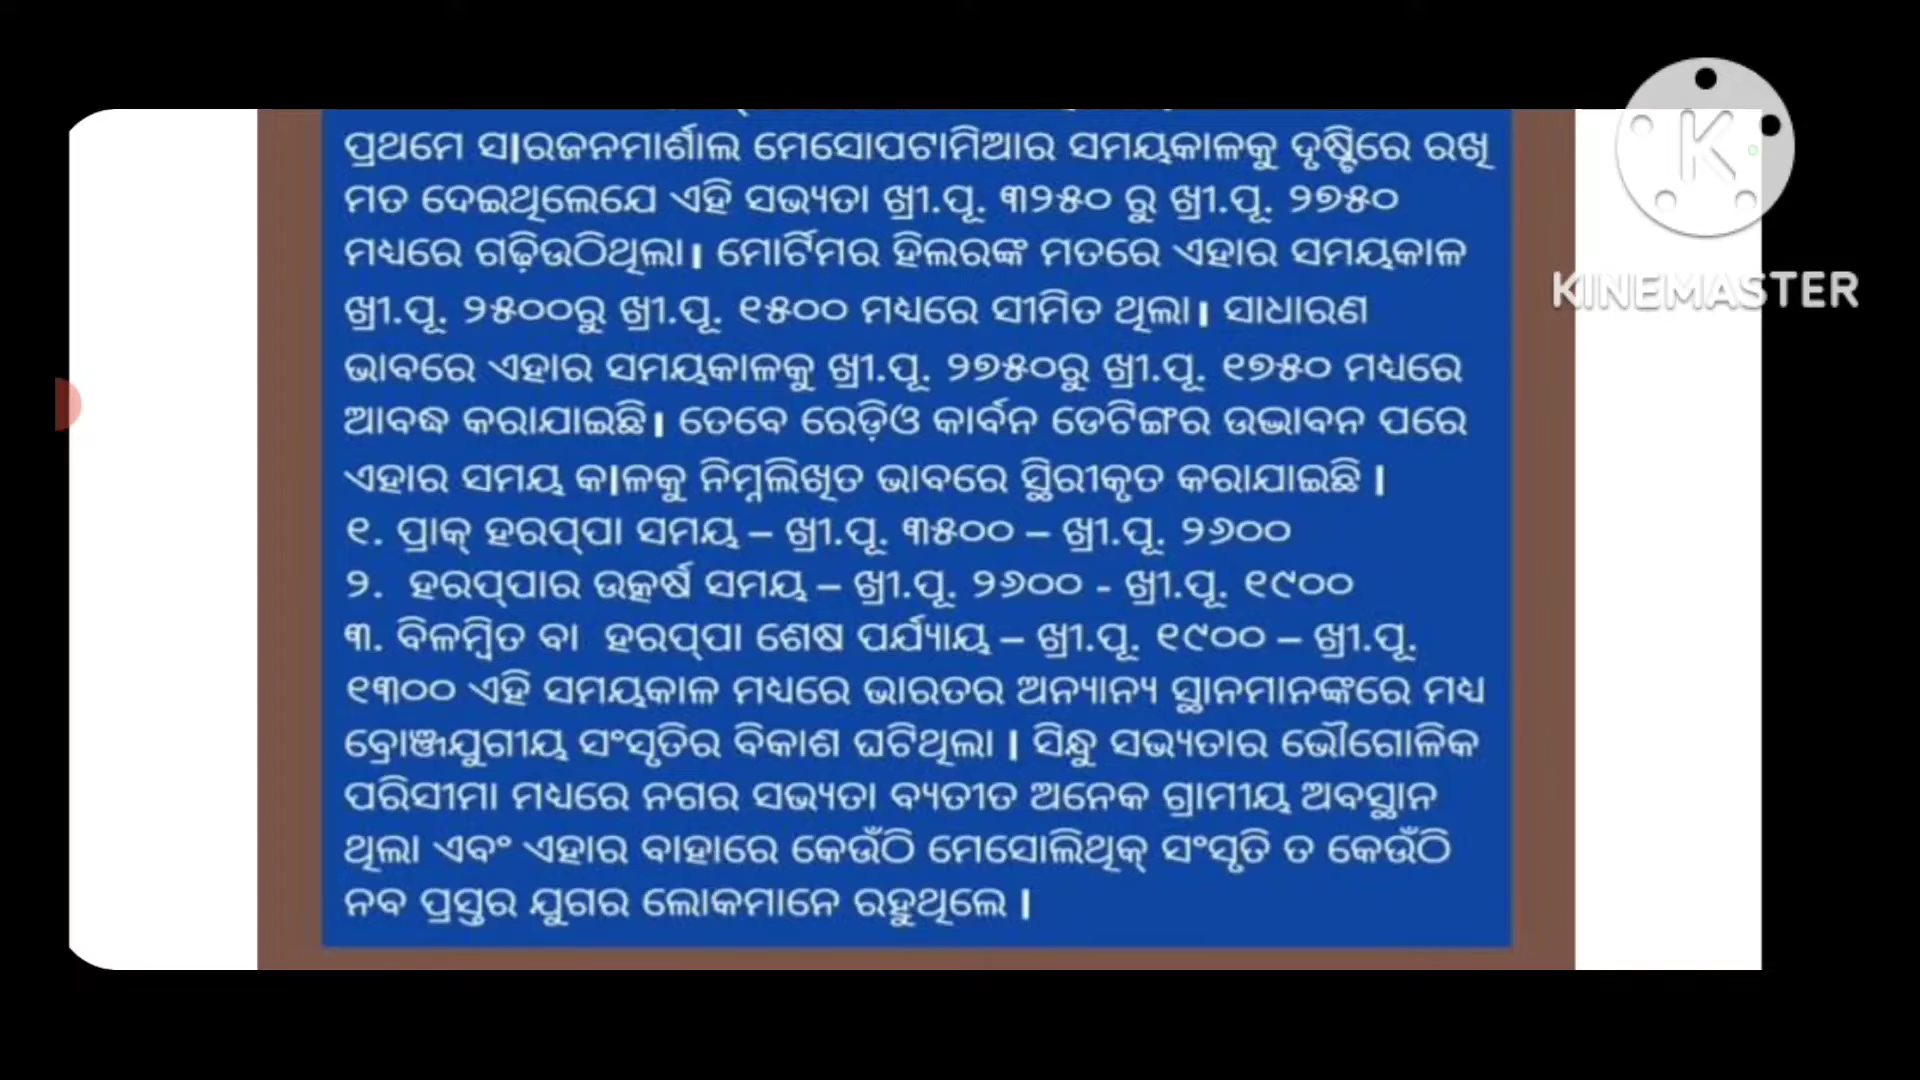 ପ୍ରଥମେ ସାରଜନମାର୍ଶାଲ ମେସୋପଟାମିଆର ସମୟକାଳକୁ ଦୃଷ୍ଟିରେ ରଖି
ମତ ଦେଇଥିଲେଯେ ଏହି ସଭ୍ୟତା ଖ୍ରୀ.ପୂ. ୩୨୫୦ ରୁ ଖ୍ରୀ.ପୂ. ୨୭୫୦
ମଧ୍ୟରେ ଗଢ଼ିଉଠିଥିଲା। ମୋର୍ଟିମର ହିଲରଙ୍କ ମତରେ ଏହାର ସମୟକାଳ
ଖ୍ରୀ.ପୂ. ୨୫୦୦ରୁ ଖ୍ରୀ.ପୂ. ୧୫୦୦ ମଧ୍ୟରେ ସୀମିତ ଥିଲା। ସାଧାରଣ
ଭାବରେ ଏହାର ସମୟକାଳକୁ ଖ୍ରୀ.ପୂ. ୨୭୫୦ରୁ ଖ୍ରୀ.ପୂ. ୧୭୫୦ ମଧ୍ୟରେ
ଆବଦ୍ଧ କରାଯାଇଛି। ତେବେ ରେଡ଼ିଓ କାର୍ବନ ଡେଟିଙ୍ଗର ଉଦ୍ଭାବନ ପରେ
ଏହାର ସମୟ କାଳକୁ ନିମ୍ନଲିଖିତ ଭାବରେ ସ୍ଥିରୀକୃତ କରାଯାଇଛି ।
୧. ପ୍ରାକ୍ ହରପ୍‌ପା ସମୟ – ଖ୍ରୀ.ପୂ. ୩୫୦୦ – ଖ୍ରୀ.ପୂ. ୨୬୦୦
୨. ହରପ୍‌ପାର ଉତ୍କର୍ଷ ସମୟ – ଖ୍ରୀ.ପୂ. ୨୬୦୦ - ଖ୍ରୀ.ପୂ. ୧୯୦୦
୩. ବିଳମ୍ବିତ ବା ହରପ୍‌ପା ଶେଷ ପର୍ଯ୍ୟାୟ – ଖ୍ରୀ.ପୂ. ୧୯୦୦ – ଖ୍ରୀ.ପୂ.
୧୩୦୦ ଏହି ସମୟକାଳ ମଧ୍ୟରେ ଭାରତର ଅନ୍ୟାନ୍ୟ ସ୍ଥାନମାନଙ୍କରେ ମଧ୍ୟ
ବ୍ରୋଞ୍ଜଯୁଗୀୟ ସଂସ୍କୃତିର ବିକାଶ ଘଟିଥିଲା । ସିନ୍ଧୁ ସଭ୍ୟତାର ଭୌଗୋଳିକ
ପରିସୀମା ମଧ୍ୟରେ ନଗର ସଭ୍ୟତା ବ୍ୟତୀତ ଅନେକ ଗ୍ରାମୀୟ ଅବସ୍ଥାନ
ଥିଲା ଏବଂ ଏହାର ବାହାରେ କେଉଁଠି ମେସୋଲିଥିକ୍ ସଂସ୍କୃତି ତ କେଉଁଠି
ନବ ପ୍ରସ୍ତର ଯୁଗର ଲୋକମାନେ ରହୁଥିଲେ ।
K
KINEMASTER